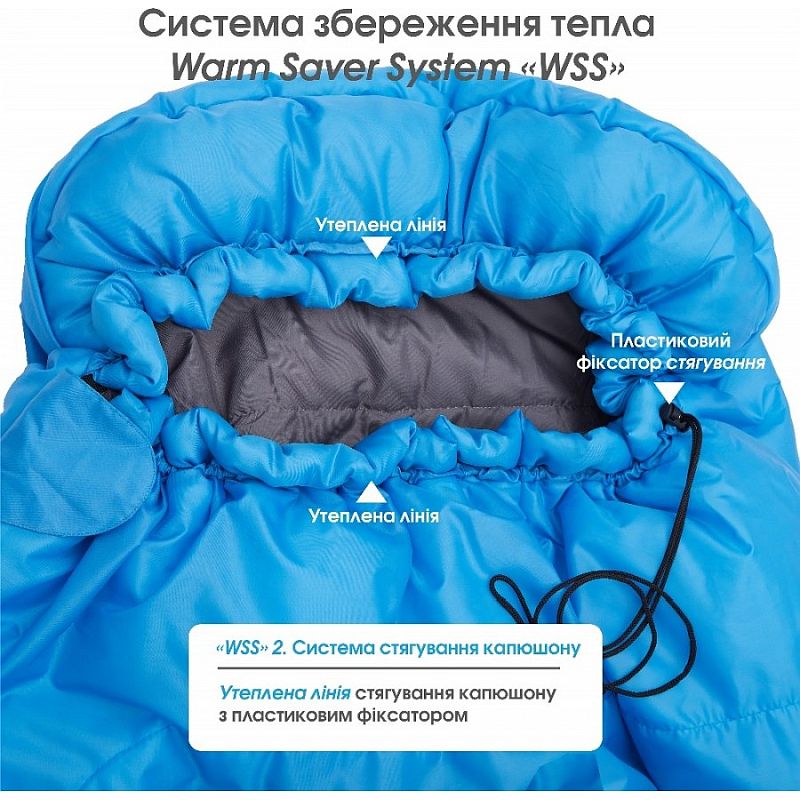 Система збереження тепла
Warm Saver System «WSS»
Утеплена лінія
Пластиковий
фіксатор стягування
Утеплена лінія
«WSS» 2. Система стягування капюшону
Утеплена лінія стягування капюшону
з пластиковим фіксатором